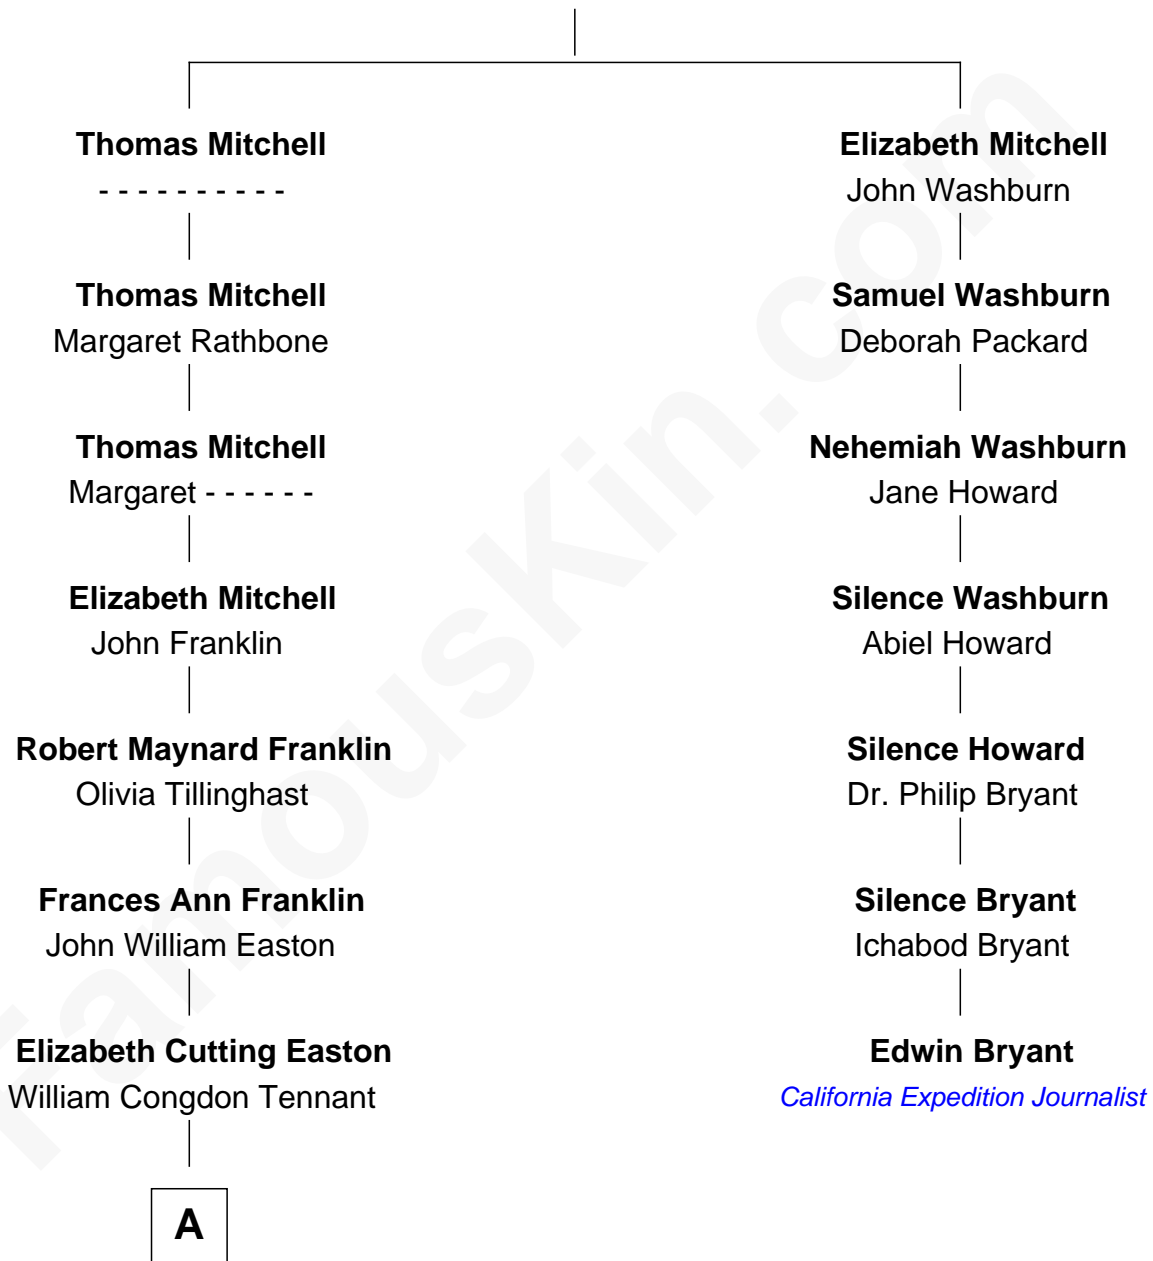 Thomas Mitchell
- - - - - - - - - -
Thomas Mitchell
Margaret Rathbone
Thomas Mitchell
Margaret - - - - - -
Elizabeth Mitchell
John Franklin
Robert Maynard Franklin
Olivia Tillinghast
Frances Ann Franklin
John William Easton
Elizabeth Cutting Easton
William Congdon Tennant
A
Elizabeth Mitchell
John Washburn
Samuel Washburn
Deborah Packard
Nehemiah Washburn
Jane Howard
Silence Washburn
Abiel Howard
Silence Howard
Dr. Philip Bryant
Silence Bryant
Ichabod Bryant
Edwin Bryant
California Expedition Journalist
FamousKin.com